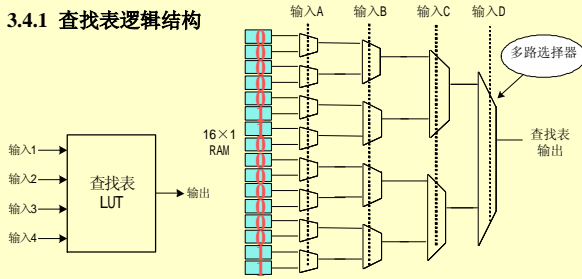 3.4.1 查找表逻辑结构
输入A
输入B
输入C
输入D
多路选择器
16×1
RAM
查找表
输出
输入1
输入2
输入3
输入4
查找表
LUT
输出